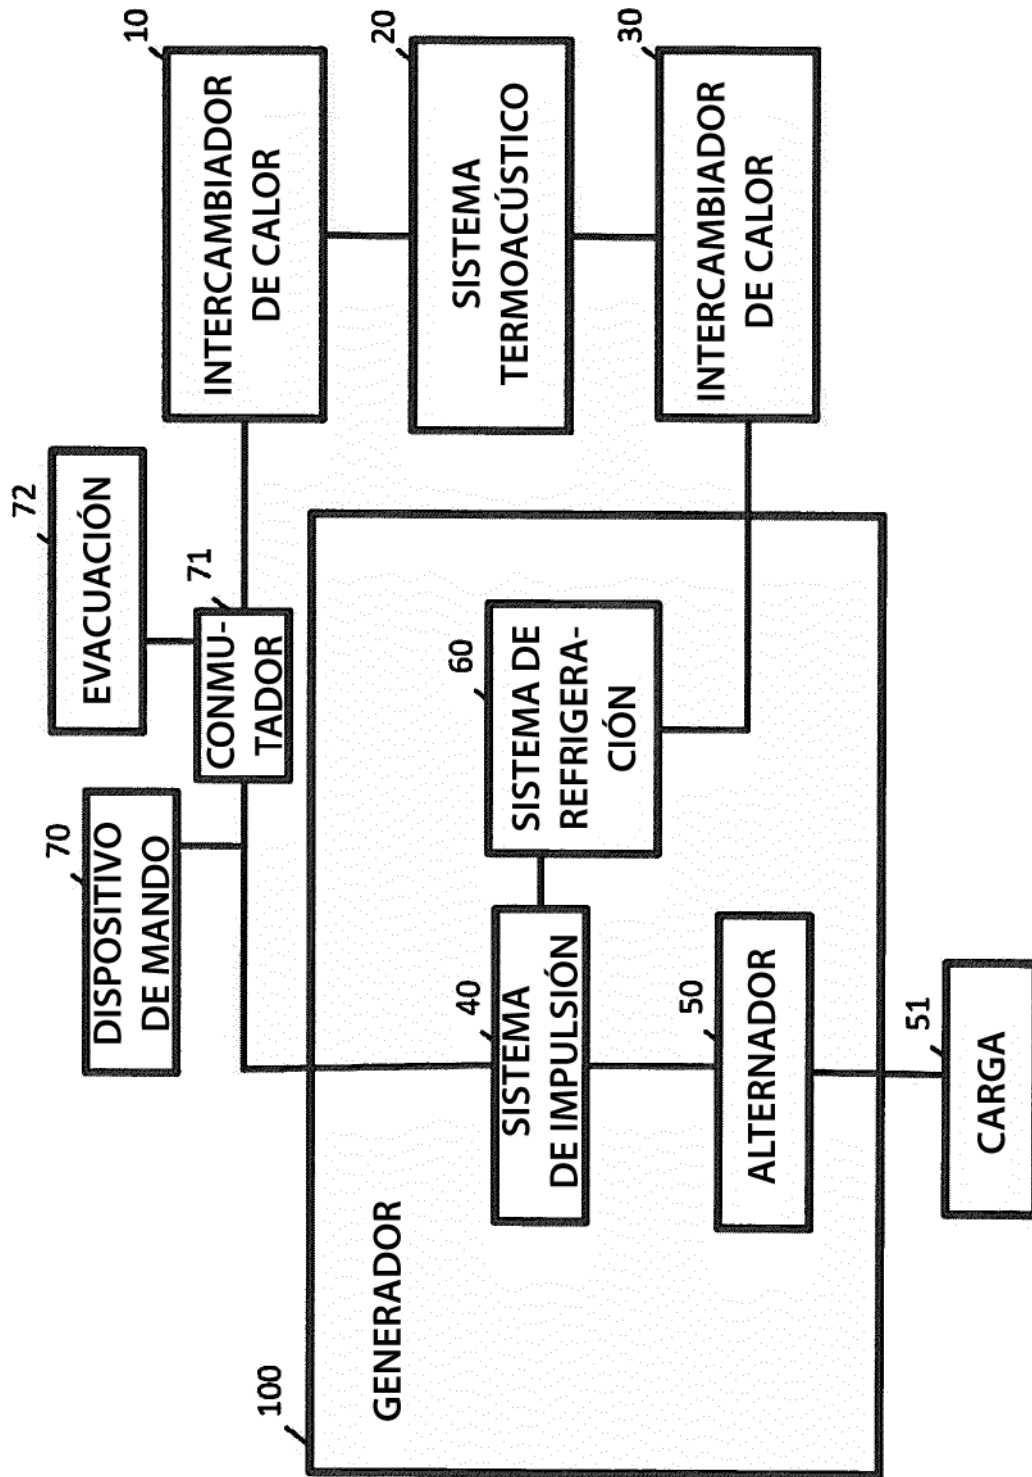 72
EVACUACIÓN
70
DISPOSITIVO
DE MANDO
71
CONMU-
TADOR
10
INTERCAMBIADOR
DE CALOR
100
GENERADOR
20
SISTEMA
TERMOACÚSTICO
60
SISTEMA DE
REFRIGERA-
CIÓN
40
SISTEMA
DE IMPULSIÓN
30
INTERCAMBIADOR
DE CALOR
50
ALTERNADOR
51
CARGA